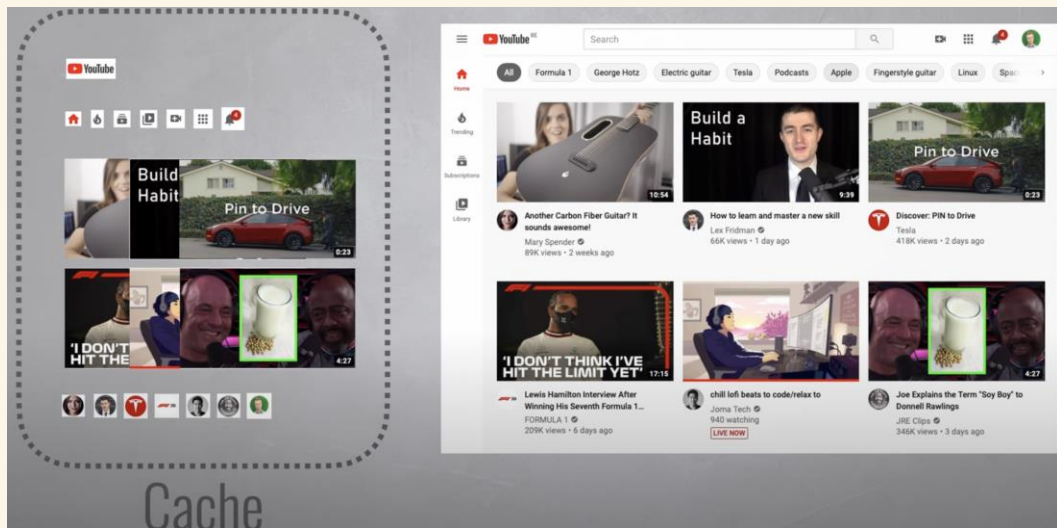 YouTube
4
Build
Habit
Pin to Drive
0:23
'I DON'T
HIT THE
4:27
Cache
YouTube BE
Search
4
All
Formula 1
George Hotz
Electric guitar
Tesla
Podcasts
Apple
Fingerstyle guitar
Linux
Spac
Home
Trending
Subscriptions
Library
10:54
Another Carbon Fiber Guitar? It
sounds awesome!
Mary Spender
89K views • 2 weeks ago
Build a
Habit
9:39
How to learn and master a new skill
Lex Fridman
66K views • 1 day ago
Pin to Drive
0:23
Discover: PIN to Drive
Tesla
418K views • 2 days ago
'I DON'T THINK I'VE
HIT THE LIMIT YET'
17:15
Lewis Hamilton Interview After
Winning His Seventh Formula 1...
FORMULA 1
209K views • 6 days ago
chill lofi beats to code/relax to
Joma Tech
940 watching
LIVE NOW
4:27
Joe Explains the Term "Soy Boy" to
Donnell Rawlings
JRE Clips
346K views • 3 days ago